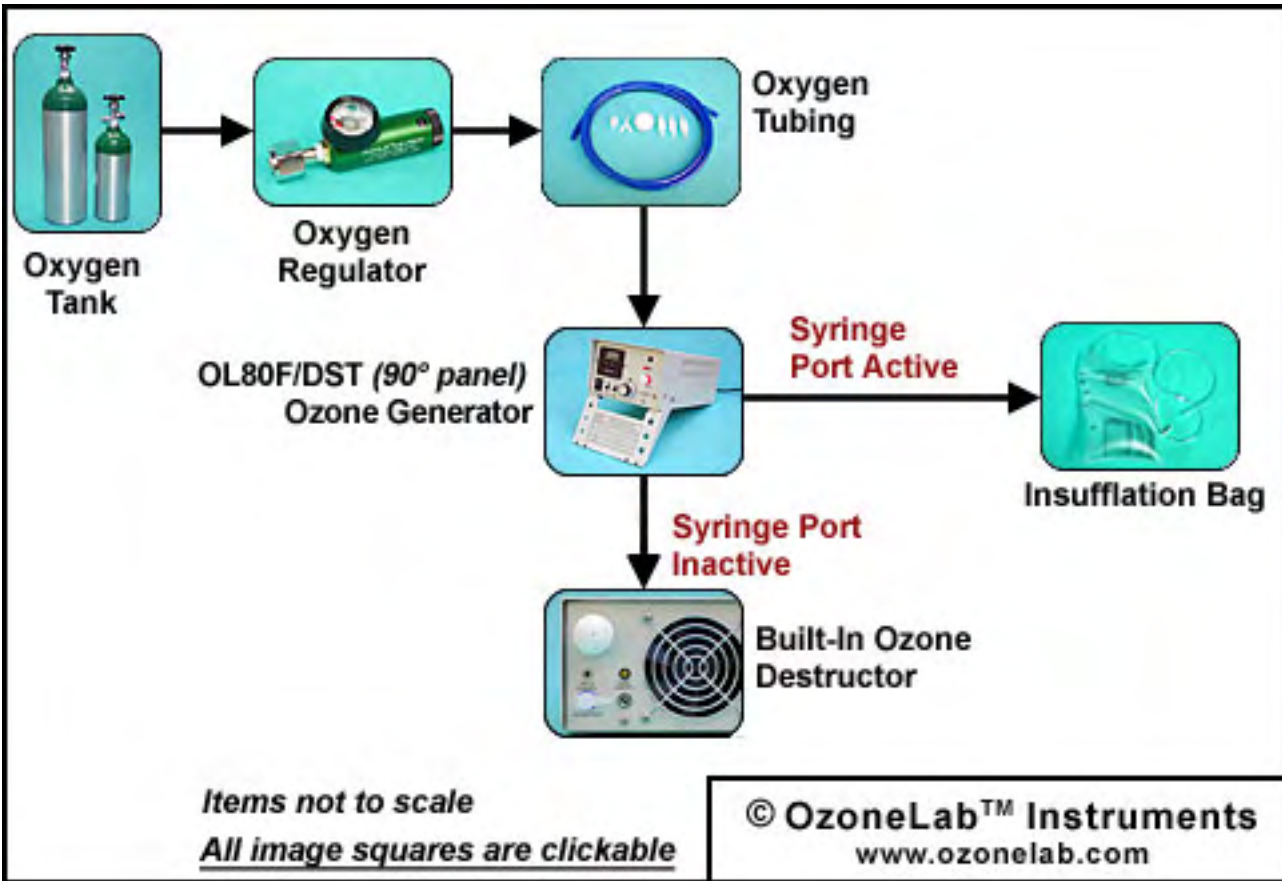 Oxygen
Tank
Oxygen
Regulator
Oxygen
Tubing
OL80F/DST (90° panel)
Ozone Generator
Syringe
Port Active
Insufflation Bag
Syringe Port
Inactive
Built-In Ozone
Destructor
Items not to scale
All image squares are clickable
© OzoneLab™ Instruments
www.ozonelab.com